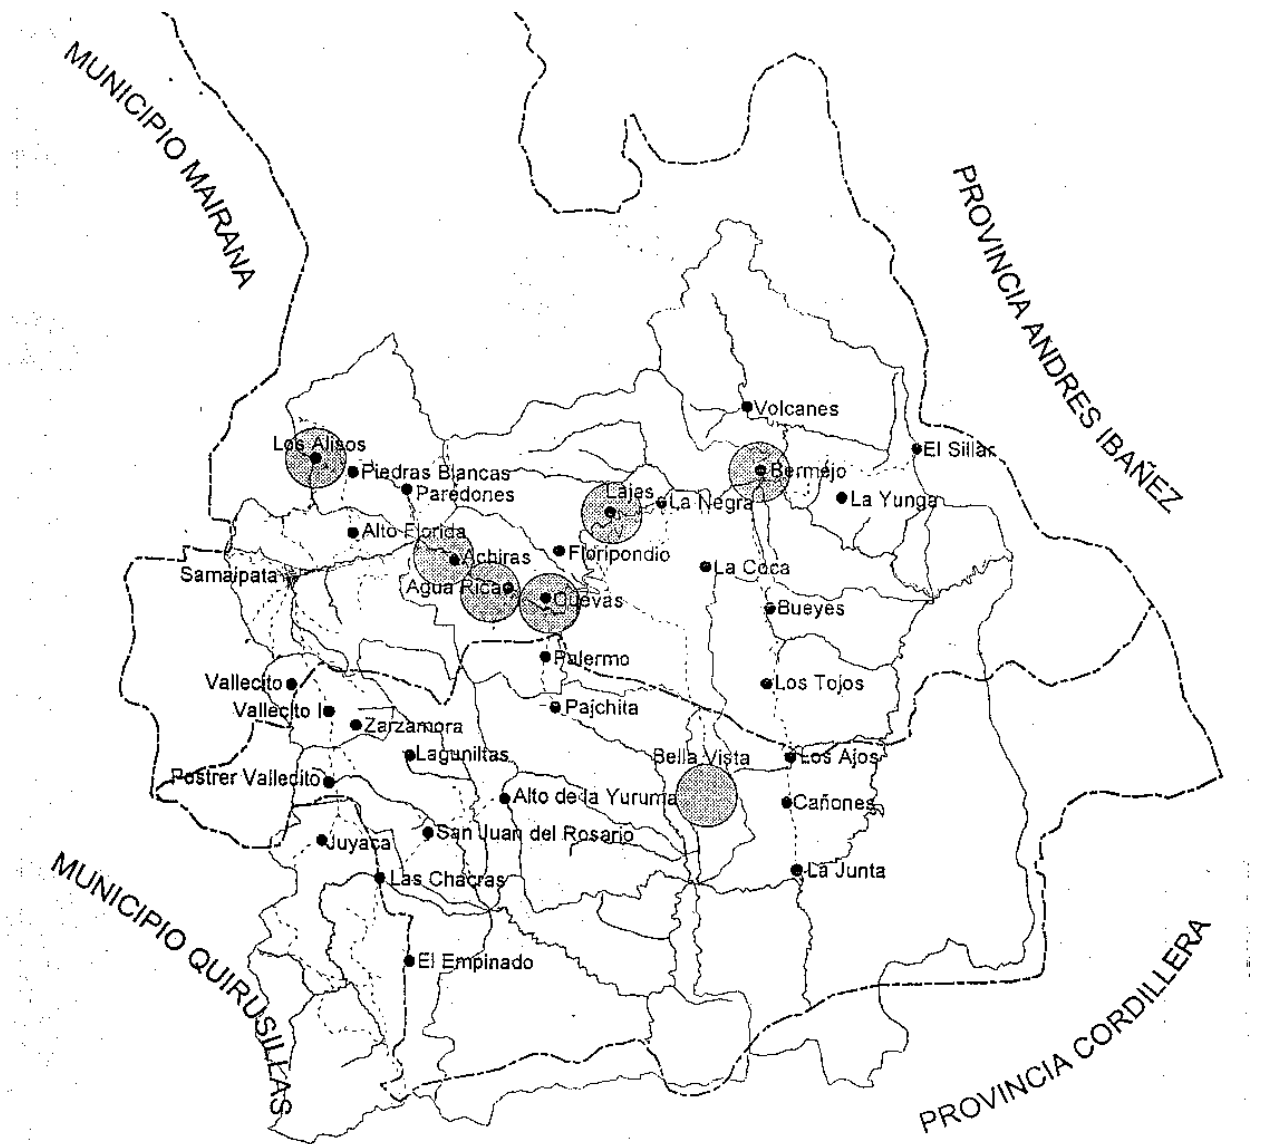 MUNICIPIO MAIRANA
PROVINCIA ANDRES IBAÑEZ
Volcanes
Los Alisos
El Sillar
Piedras Blancas
Bermejo
Paredones
Lajas
La Negra
La Yunga
Alto Florida
Achiras
Floripondio
Samaipata
La Coca
Agua Rica
Cuevas
Bueyes
Palermo
Vallecito
Los Tojos
Vallecito I
Pajchita
Zarzamora
Lagunillas
Bella Vista
Los Ajos
Postrer Vallecito
Alto de la Yuruma
Cañones
San Juan del Rosario
Juyaca
La Junta
Las Chacras
MUNICIPIO QUIRUSILLAS
El Empinado
PROVINCIA CORDILLERA